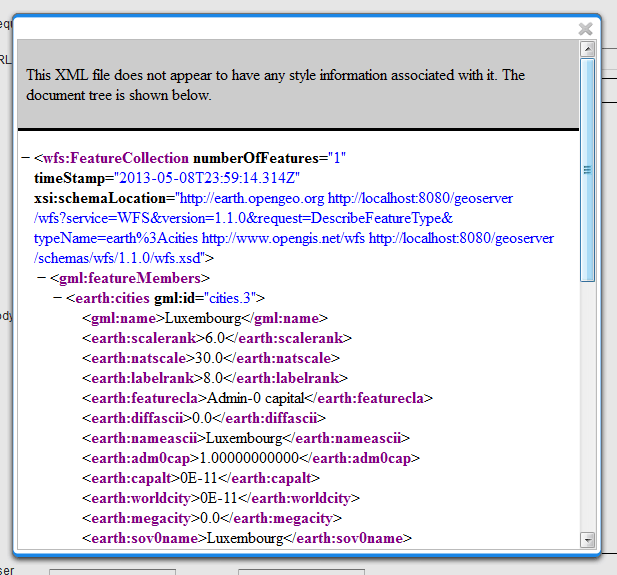 equ
RL
This XML file does not appear to have any style information associated with it. The
document tree is shown below.
− <wfs:FeatureCollection numberOfFeatures="1"
timeStamp="2013-05-08T23:59:14.314Z"
xsi:schemaLocation="http://earth.opengeo.org http://localhost:8080/geoserver
/wfs?service=WFS&version=1.1.0&request=DescribeFeatureType&
typeName=earth%3Acities http://www.opengis.net/wfs http://localhost:8080/geoserver
/schemas/wfs/1.1.0/wfs.xsd">
− <gml:featureMembers>
− <earth:cities gml:id="cities.3">
<gml:name>Luxembourg</gml:name>
<earth:scalerank>6.0</earth:scalerank>
<earth:natscale>30.0</earth:natscale>
<earth:labelrank>8.0</earth:labelrank>
<earth:featurecla>Admin-0 capital</earth:featurecla>
<earth:diffascii>0.0</earth:diffascii>
<earth:nameascii>Luxembourg</earth:nameascii>
<earth:adm0cap>1.00000000000</earth:adm0cap>
<earth:capalt>0E-11</earth:capalt>
<earth:worldcity>0E-11</earth:worldcity>
<earth:megacity>0.0</earth:megacity>
<earth:sov0name>Luxembourg</earth:sov0name>
ody
ser